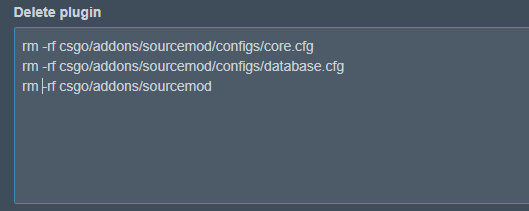 Delete plugin
rm -rf csgo/addons/sourcemod/configs/core.cfg
rm -rf csgo/addons/sourcemod/configs/database.cfg
rm -rf csgo/addons/sourcemod